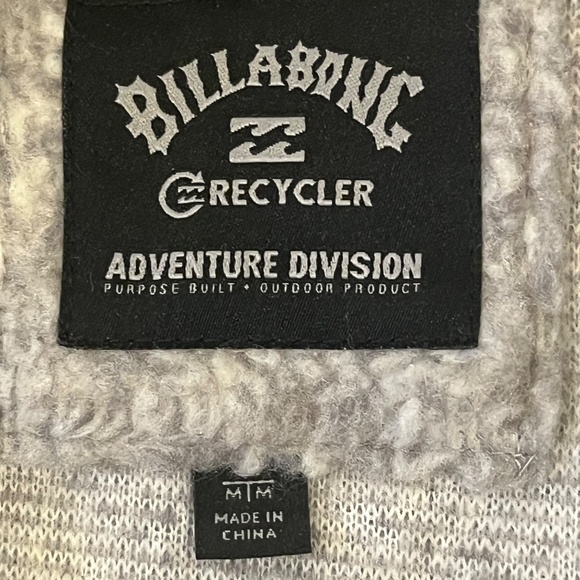 BILLABONG
RECYCLER
ADVENTURE DIVISION
PURPOSE BUILT • OUTDOOR PRODUCT
M M
MADE IN
CHINA